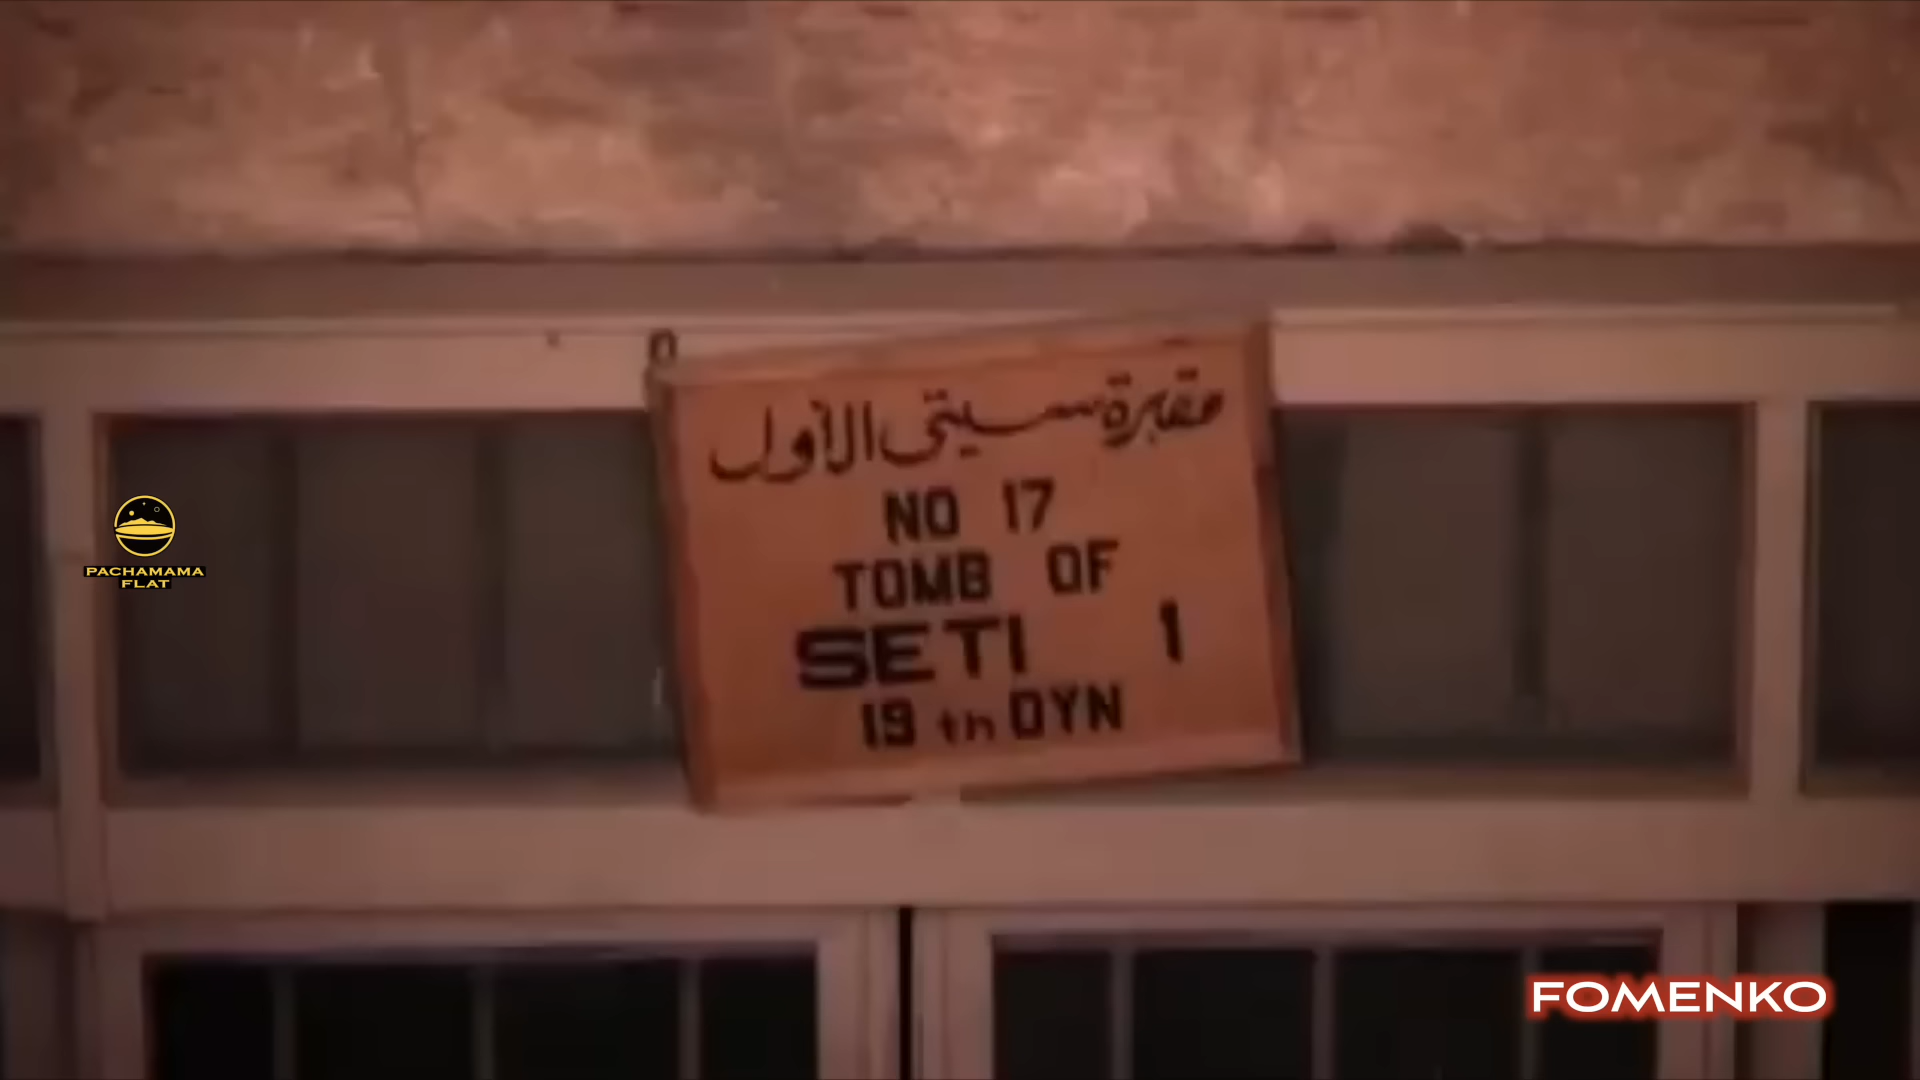 مقبرة سيتى الأول
NO 17
TOMB OF
SETI 1
19 th DYN
PACHAMAMA
FLAT
FOMENKO